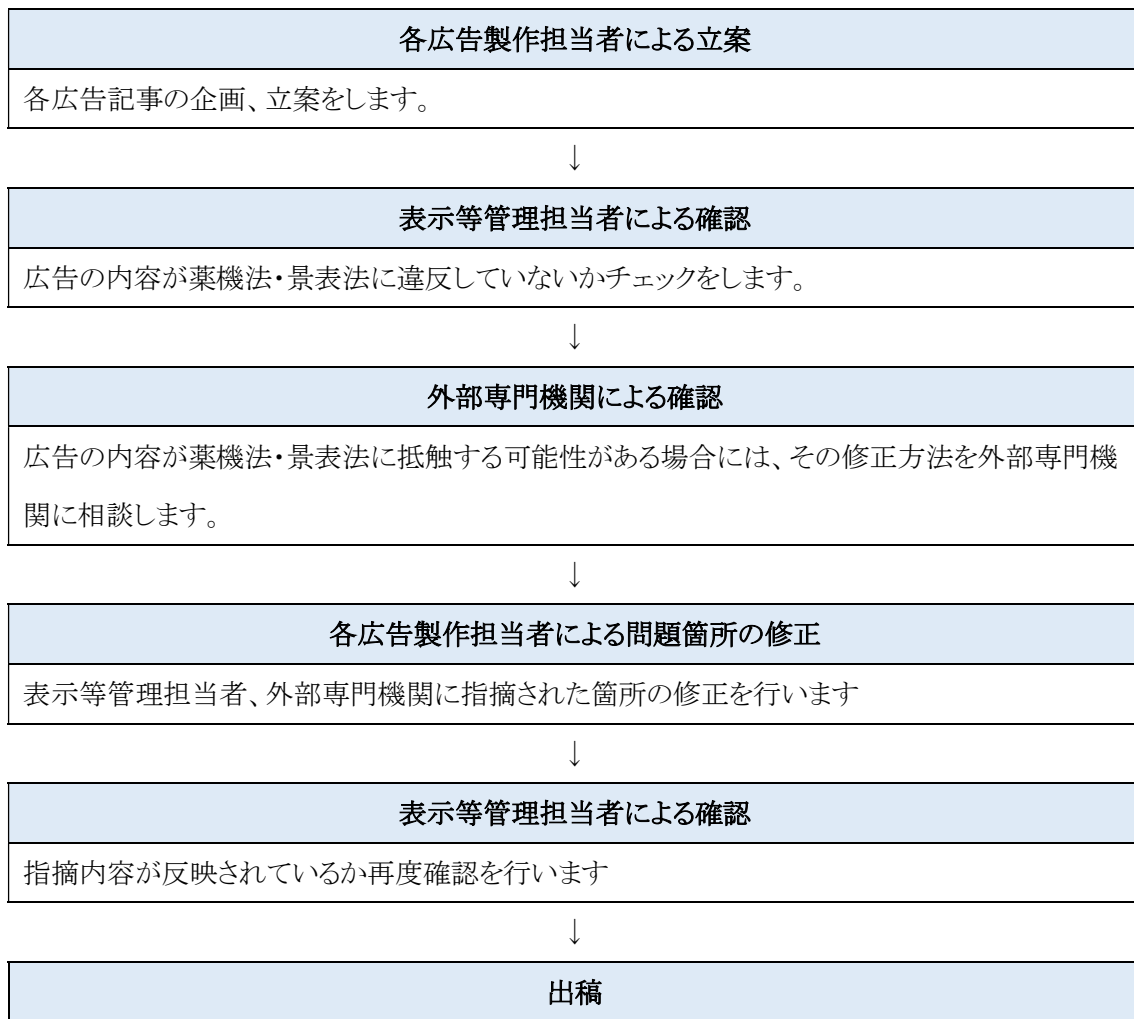 各広告製作担当者による立案
各広告記事の企画、立案をします。
↓
表示等管理担当者による確認
広告の内容が薬機法・景表法に違反していないかチェックをします。
↓
外部専門機関による確認
広告の内容が薬機法・景表法に抵触する可能性がある場合には、その修正方法を外部専門機
関に相談します。
↓
各広告製作担当者による問題箇所の修正
表示等管理担当者、外部専門機関に指摘された箇所の修正を行います
↓
表示等管理担当者による確認
指摘内容が反映されているか再度確認を行います
↓
出稿